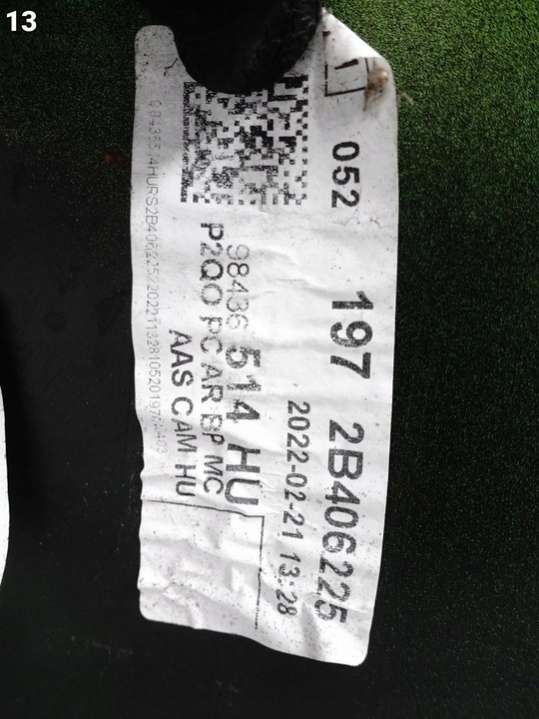 13
1
052
197 2B406225
2022-02-21 13:28
98436 514 HU
P2QO PC AR BP MC
AAS CAM HU